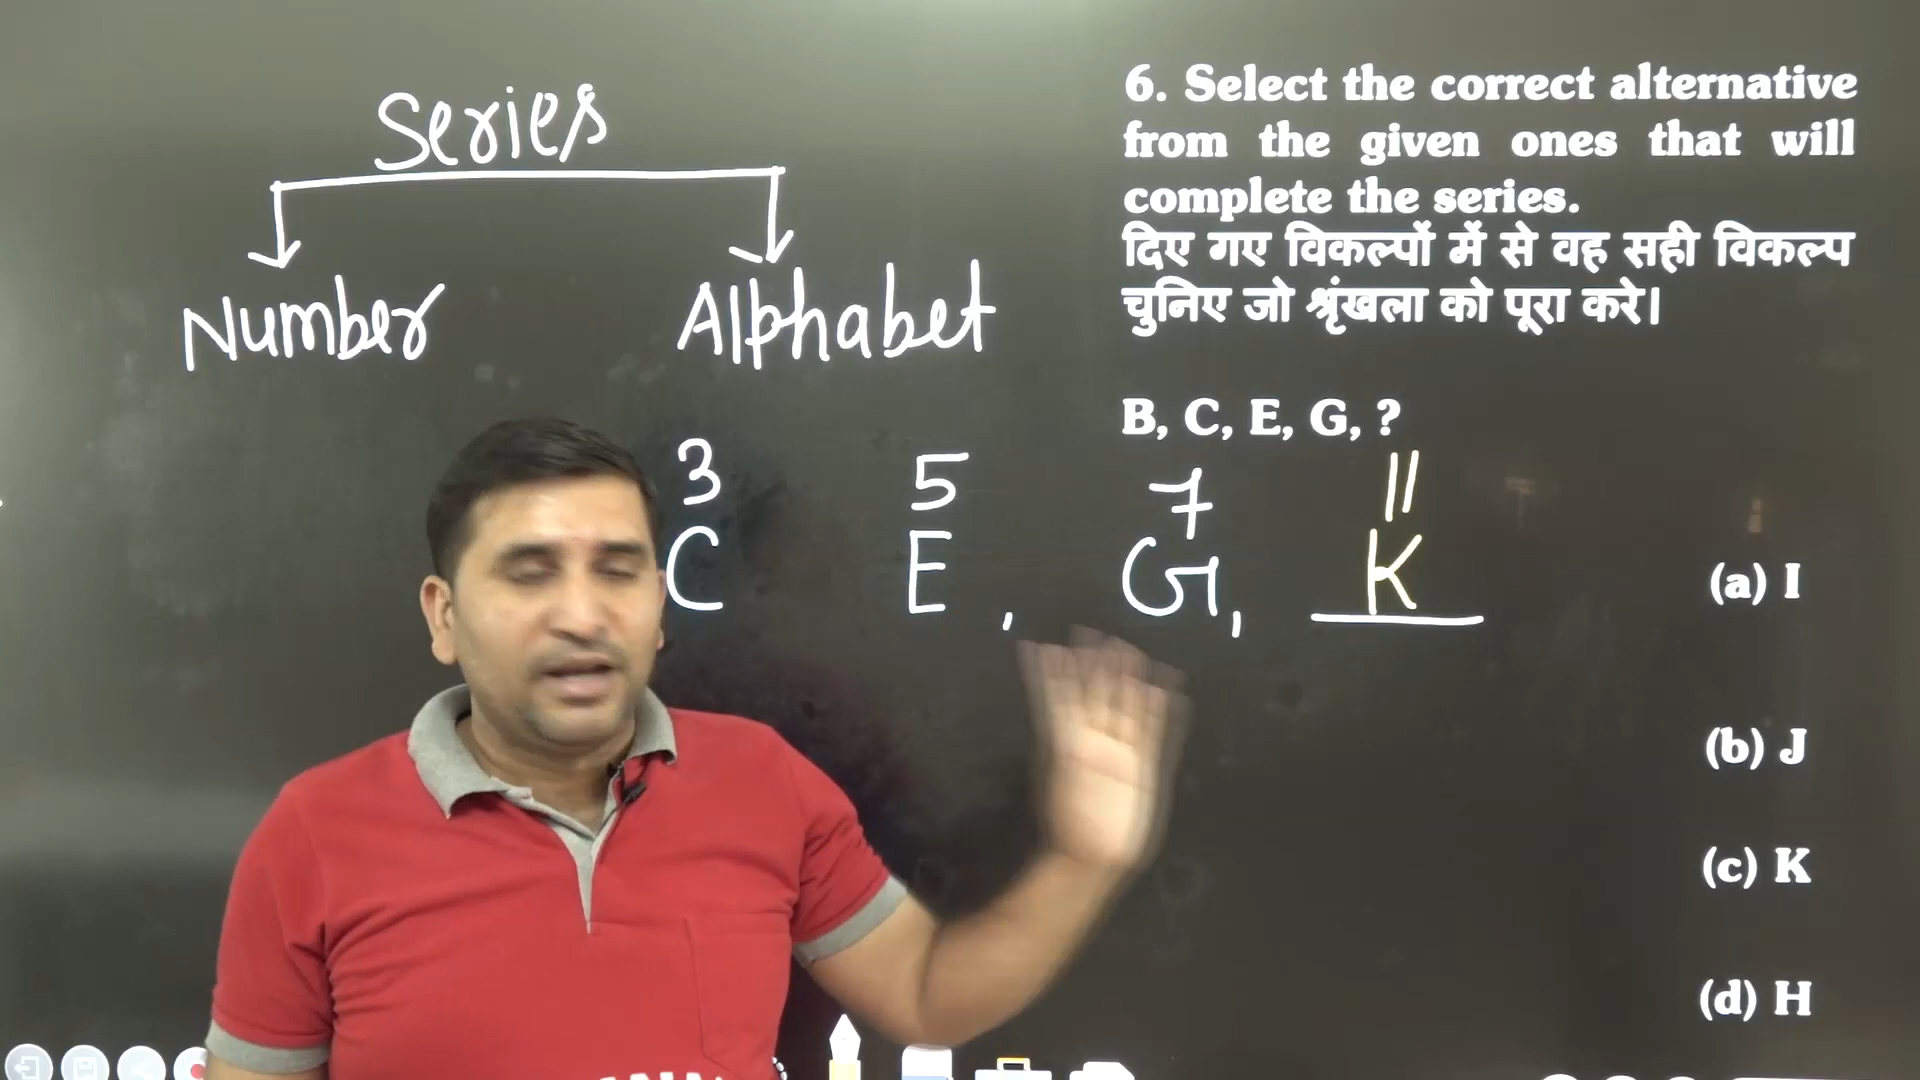 Series
Number
Alphabet
6. Select the correct alternative
from the given ones that will
complete the series.
दिए गए विकल्पों में से वह सही विकल्प
चुनिए जो श्रृंखला को पूरा करे।
B, C, E, G, ?
3 5 7 11
C E , G, K
(a) I
(b) J
(c) K
(d) H